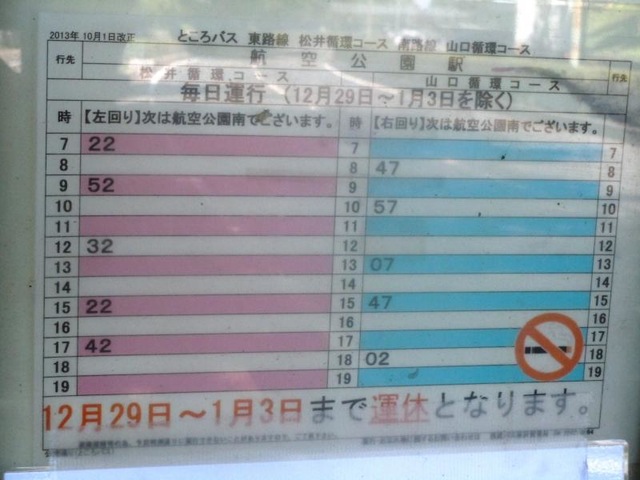 2013年 10月1日改正 ところバス 東路線 松井循環コース 南路線 山口循環コース
行先 航空公園駅 行先
松井循環コース 山口循環コース
毎日運行 (12月29日～1月3日を除く)
時 【左回り】次は航空公園南でございます。 時 【右回り】次は航空公園南でございます。 時
7 22 7 7
8 8 47 8
9 52 9 9
10 10 57 10
11 11 11
12 32 12 12
13 13 07 13
14 14 14
15 22 15 47 15
16 16 16
17 42 17 17
18 18 02 18
19 19 19
12月29日～1月3日まで運休となります。